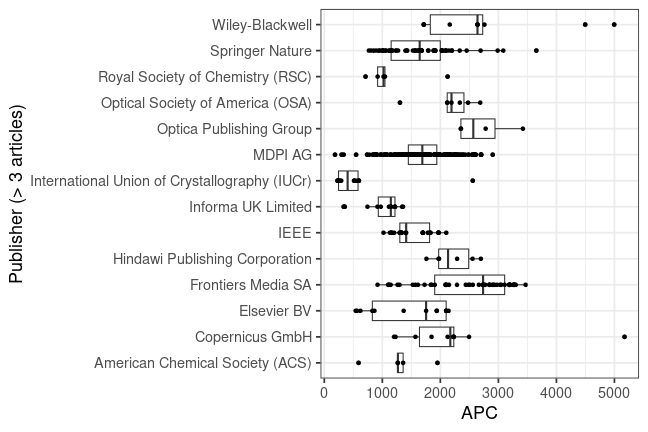 Publisher (> 3 articles)
Wiley-Blackwell
Springer Nature
Royal Society of Chemistry (RSC)
Optical Society of America (OSA)
Optica Publishing Group
MDPI AG
International Union of Crystallography (IUCr)
Informa UK Limited
IEEE
Hindawi Publishing Corporation
Frontiers Media SA
Elsevier BV
Copernicus GmbH
American Chemical Society (ACS)
0 1000 2000 3000 4000 5000
APC